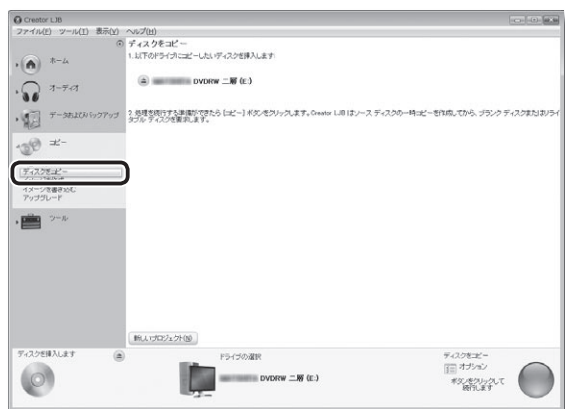 Creator LJB
ファイル(F) ツール(T) 表示(V) ヘルプ(H)
ホーム
オーディオ
データおよびバックアップ
コピー
ディスクをコピー
イメージを書き込む
アップグレード
ツール
ディスクをコピー
1. 以下のドライブにコピーしたいディスクを挿入します:
DVDRW 二層 (E:)
2. 処理を続行する準備ができたら [コピー] ボタンをクリックします。Creator LJB はソース ディスクの一時コピーを作成してから、ブランク ディスクまたはリライタブル ディスクを要求します。
新しいプロジェクト(N)
ディスクを挿入します
ドライブの選択
DVDRW 二層 (E:)
ディスクをコピー
オプション
ボタンをクリックして
続行します